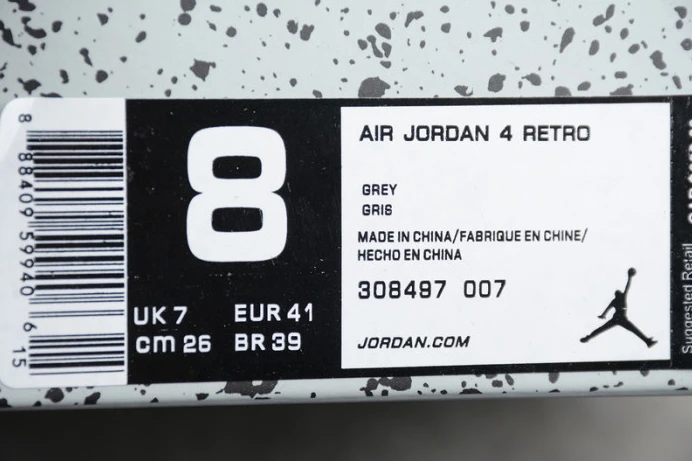 8 88409 59940 6 15
8
UK 7 EUR 41
cm 26 BR 39
AIR JORDAN 4 RETRO
GREY
GRIS
MADE IN CHINA/FABRIQUE EN CHINE/
HECHO EN CHINA
308497 007
JORDAN.COM
Suggested Retail